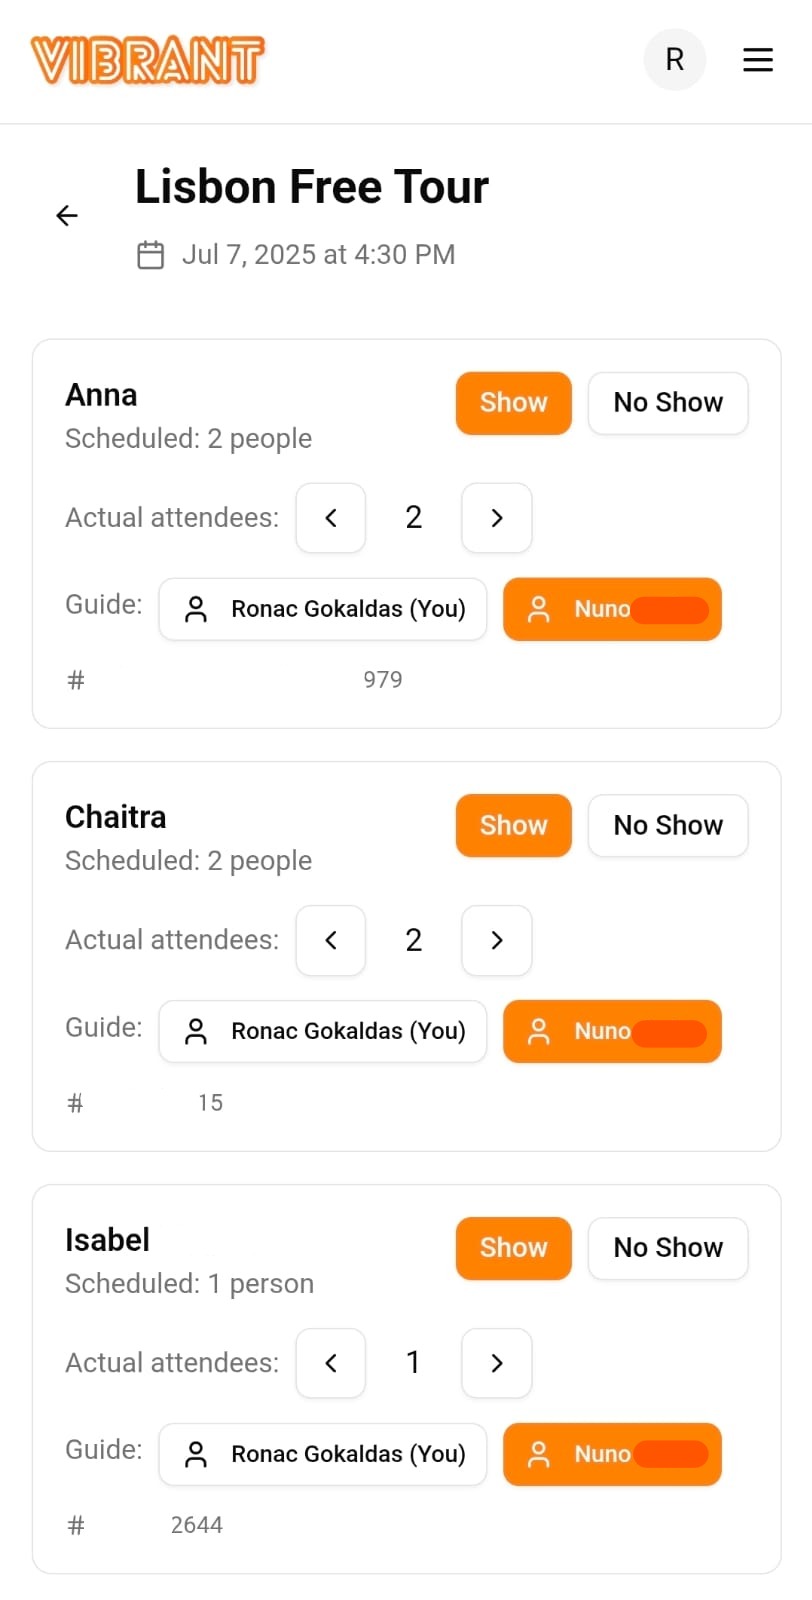 VIBRANT
R
Lisbon Free Tour
Jul 7, 2025 at 4:30 PM
Anna Show No Show
Scheduled: 2 people
Actual attendees: 2
Guide: Ronac Gokaldas (You) Nuno
# 979
Chaitra Show No Show
Scheduled: 2 people
Actual attendees: 2
Guide: Ronac Gokaldas (You) Nuno
# 15
Isabel Show No Show
Scheduled: 1 person
Actual attendees: 1
Guide: Ronac Gokaldas (You) Nuno
# 2644